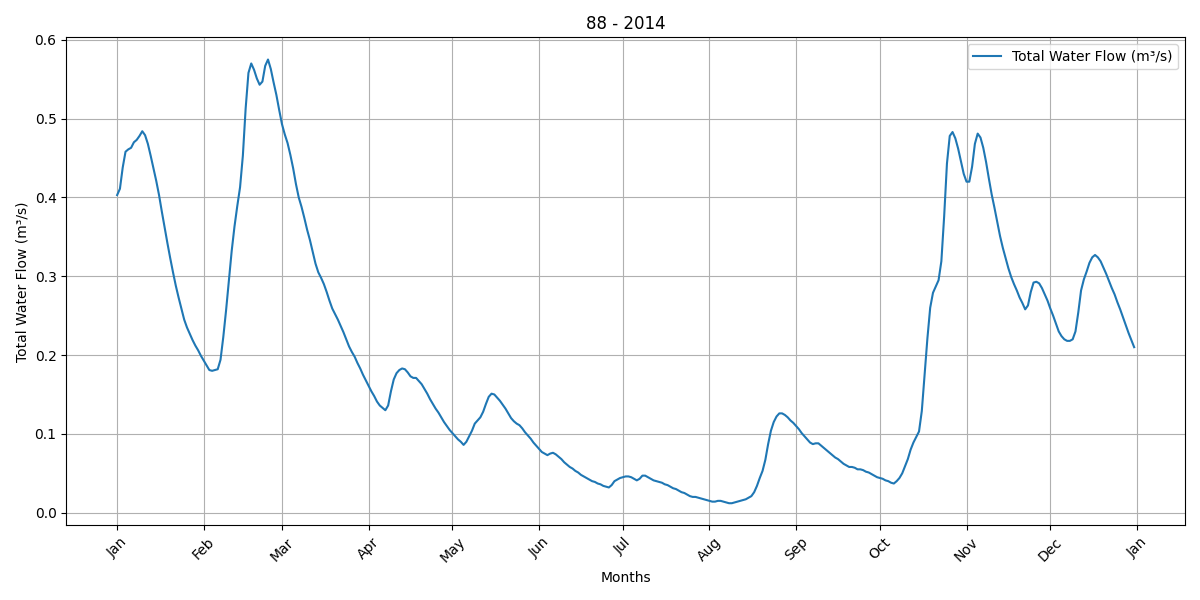 88 - 2014
Total Water Flow (m³/s)
Total Water Flow (m³/s)
0.6
0.5
0.4
0.3
0.2
0.1
0.0
Jan
Feb
Mar
Apr
May
Jun
Jul
Aug
Sep
Oct
Nov
Dec
Jan
Months